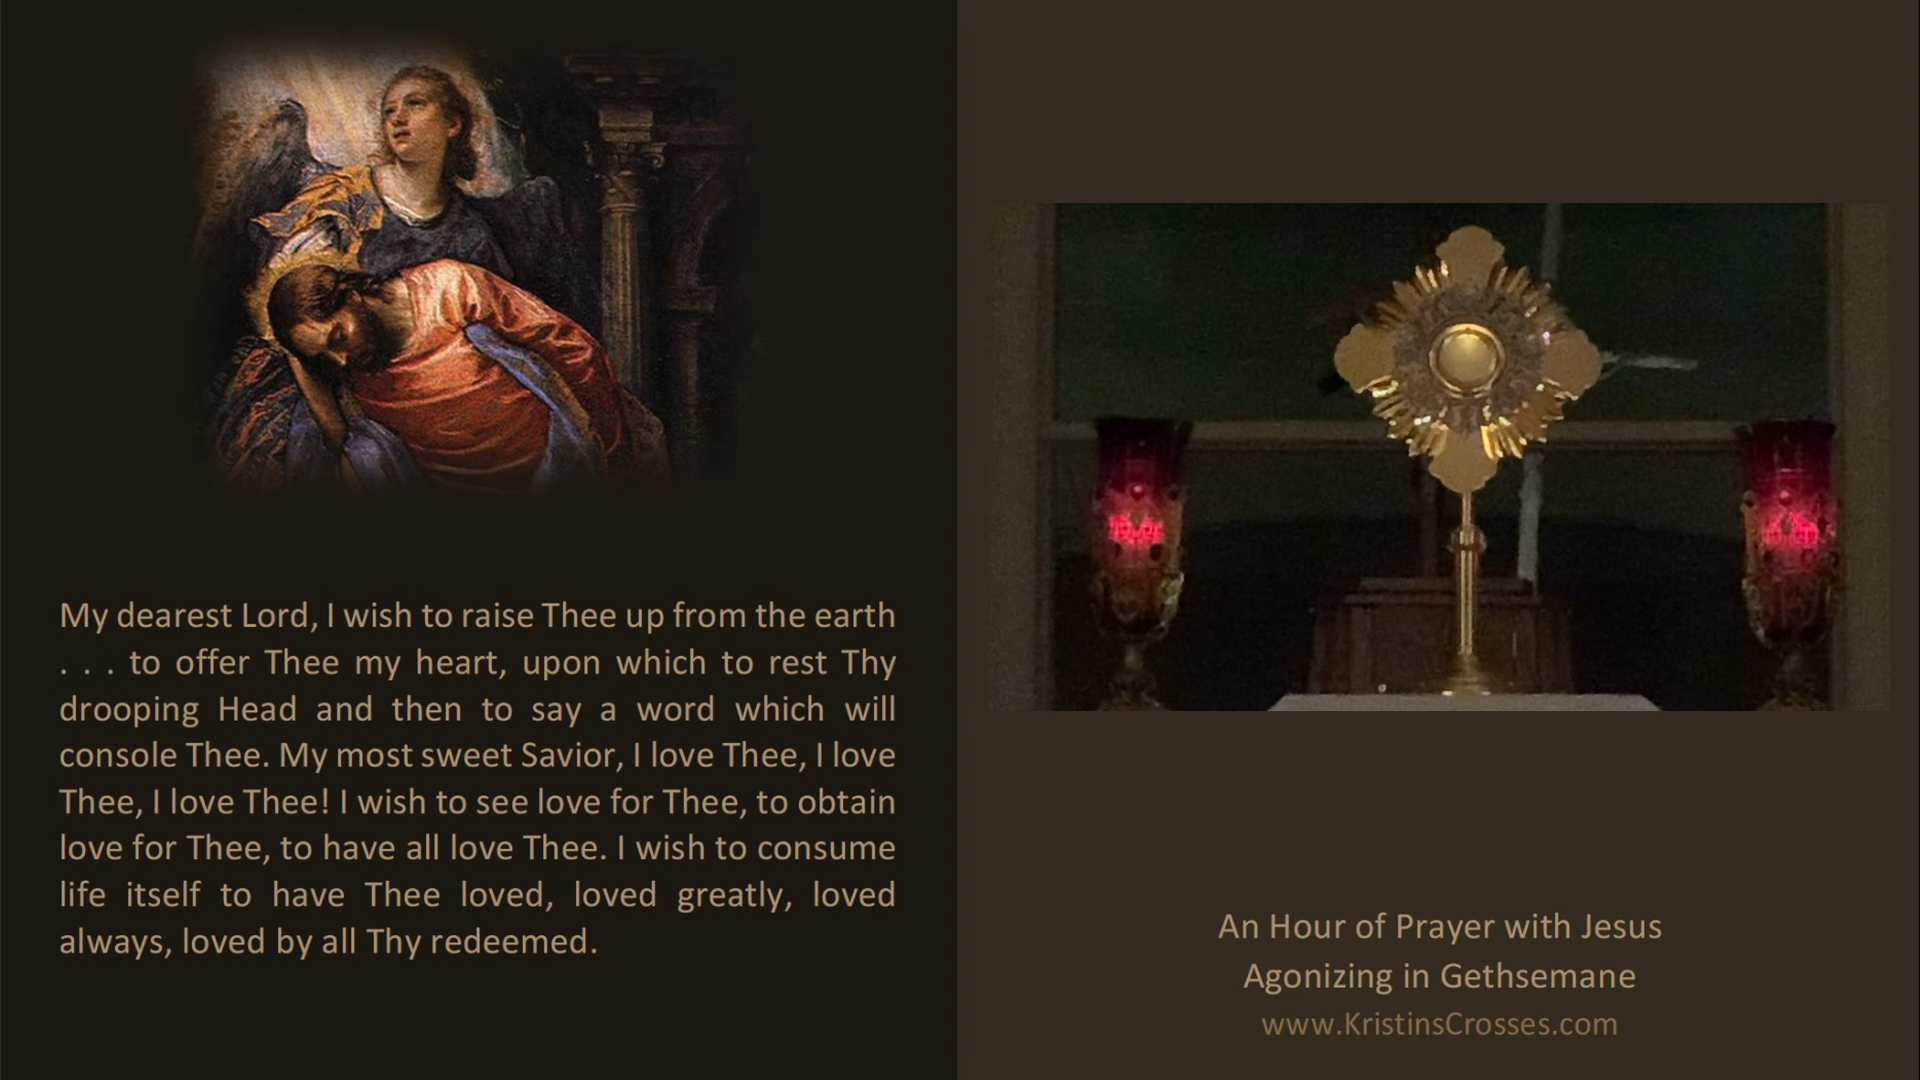 My dearest Lord, I wish to raise Thee up from the earth
. . . to offer Thee my heart, upon which to rest Thy
drooping Head and then to say a word which will
console Thee. My most sweet Savior, I love Thee, I love
Thee, I love Thee! I wish to see love for Thee, to obtain
love for Thee, to have all love Thee. I wish to consume
life itself to have Thee loved, loved greatly, loved
always, loved by all Thy redeemed.
An Hour of Prayer with Jesus
Agonizing in Gethsemane
www.KristinsCrosses.com